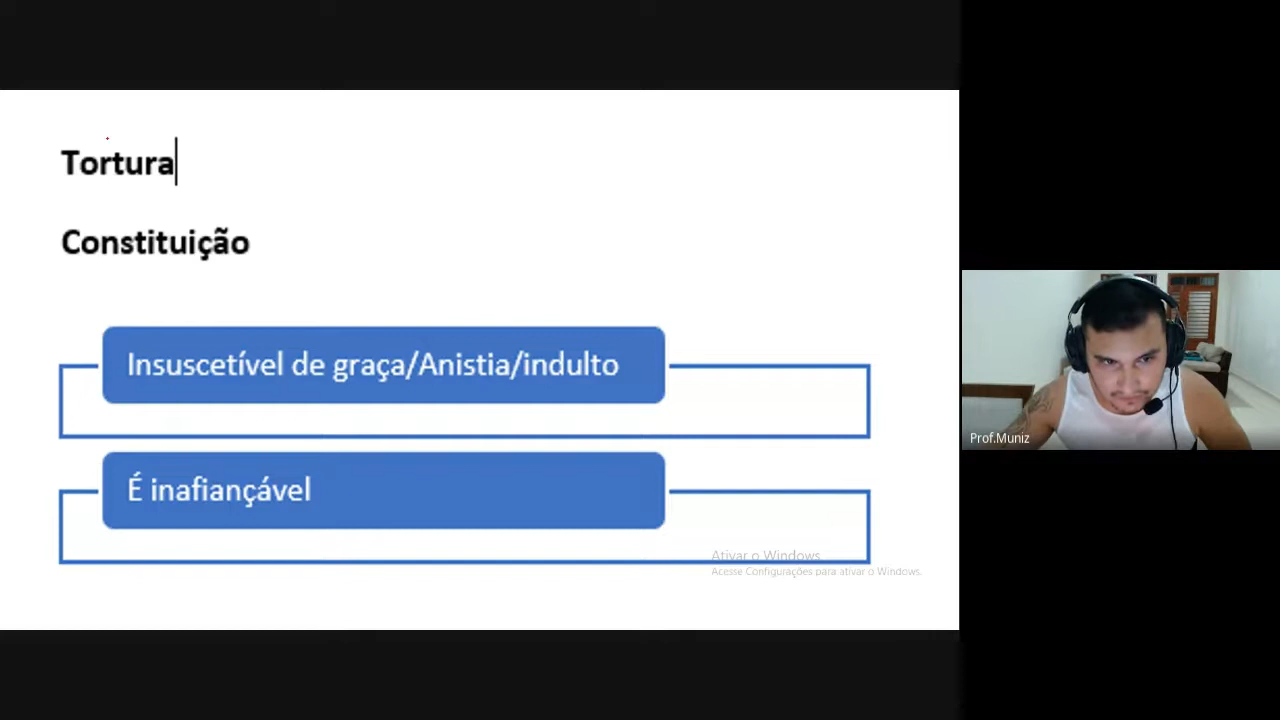 Tortura
Constituição
Insuscetível de graça/Anistia/indulto
É inafiançável
Ativar o Windows
Acesse Configurações para ativar o Windows.
Prof.Muniz